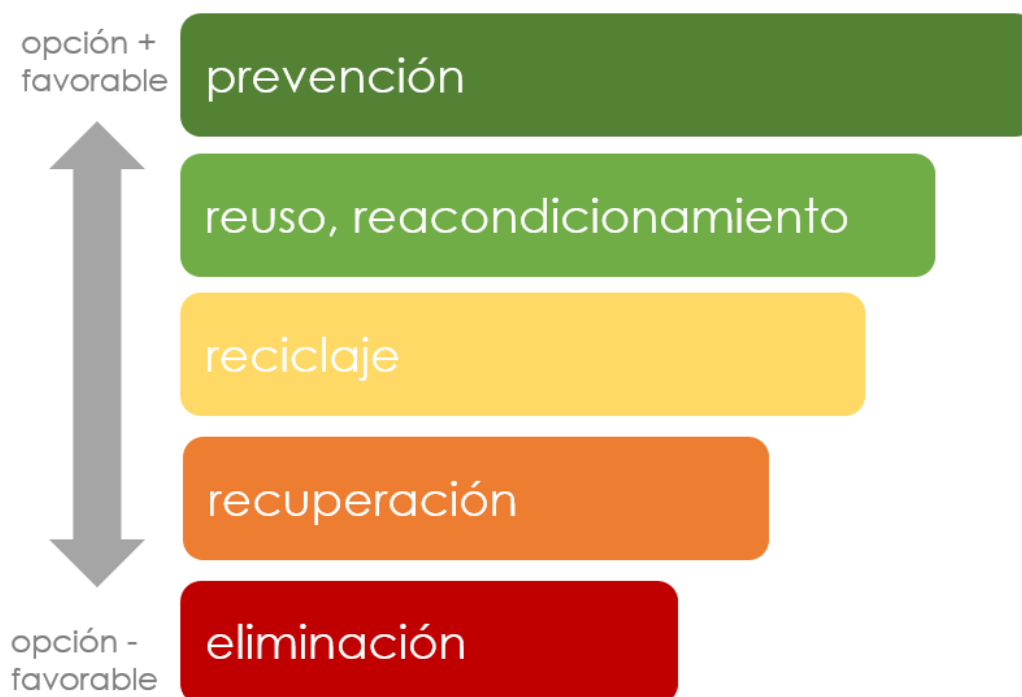 opción +
favorable
prevención
reuso, reacondicionamiento
reciclaje
recuperación
eliminación
opción -
favorable